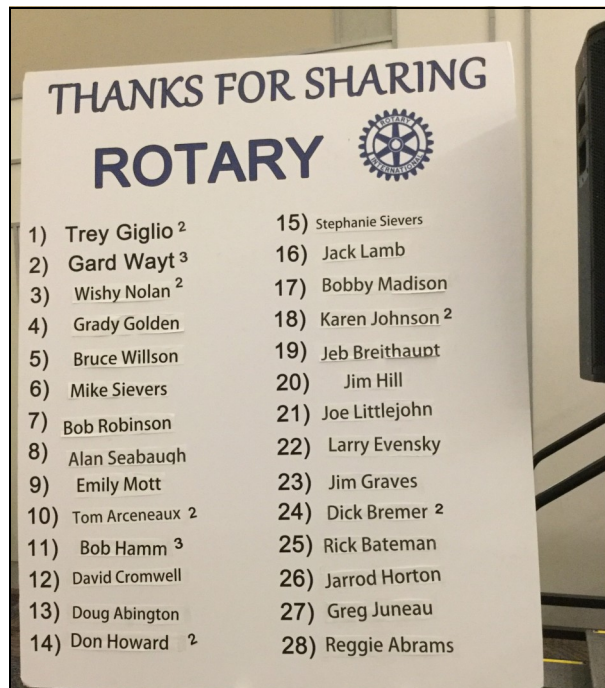 THANKS FOR SHARING
ROTARY
ROTARY
INTERNATIONAL
1) Trey Giglio 2
2) Gard Wayt 3
3) Wishy Nolan 2
4) Grady Golden
5) Bruce Willson
6) Mike Sievers
7) Bob Robinson
8) Alan Seabaugh
9) Emily Mott
10) Tom Arceneaux 2
11) Bob Hamm 3
12) David Cromwell
13) Doug Abington
14) Don Howard 2
15) Stephanie Sievers
16) Jack Lamb
17) Bobby Madison
18) Karen Johnson 2
19) Jeb Breithaupt
20) Jim Hill
21) Joe Littlejohn
22) Larry Evensky
23) Jim Graves
24) Dick Bremer 2
25) Rick Bateman
26) Jarrod Horton
27) Greg Juneau
28) Reggie Abrams